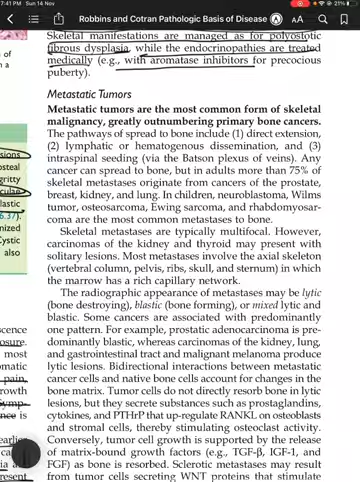 7:41 PM Sun 14 Nov
21%
Robbins and Cotran Pathologic Basis of Disease
AA
Skeletal manifestations are managed as for polyostotic
fibrous dysplasia, while the endocrinopathies are treated
medically (e.g., with aromatase inhibitors for precocious
puberty).
Metastatic Tumors
Metastatic tumors are the most common form of skeletal
malignancy, greatly outnumbering primary bone cancers.
The pathways of spread to bone include (1) direct extension,
(2) lymphatic or hematogenous dissemination, and (3)
intraspinal seeding (via the Batson plexus of veins). Any
cancer can spread to bone, but in adults more than 75% of
skeletal metastases originate from cancers of the prostate,
breast, kidney, and lung. In children, neuroblastoma, Wilms
tumor, osteosarcoma, Ewing sarcoma, and rhabdomyosar-
coma are the most common metastases to bone.
Skeletal metastases are typically multifocal. However,
carcinomas of the kidney and thyroid may present with
solitary lesions. Most metastases involve the axial skeleton
(vertebral column, pelvis, ribs, skull, and sternum) in which
the marrow has a rich capillary network.
The radiographic appearance of metastases may be lytic
(bone destroying), blastic (bone forming), or mixed lytic and
blastic. Some cancers are associated with predominantly
one pattern. For example, prostatic adenocarcinoma is pre-
dominantly blastic, whereas carcinomas of the kidney, lung,
and gastrointestinal tract and malignant melanoma produce
lytic lesions. Bidirectional interactions between metastatic
cancer cells and native bone cells account for changes in the
bone matrix. Tumor cells do not directly resorb bone in lytic
lesions, but they secrete substances such as prostaglandins,
cytokines, and PTHrP that up-regulate RANKL on osteoblasts
and stromal cells, thereby stimulating osteoclast activity.
Conversely, tumor cell growth is supported by the release
of matrix-bound growth factors (e.g., TGF-β, IGF-1, and
FGF) as bone is resorbed. Sclerotic metastases may result
from tumor cells secreting WNT proteins that stimulate